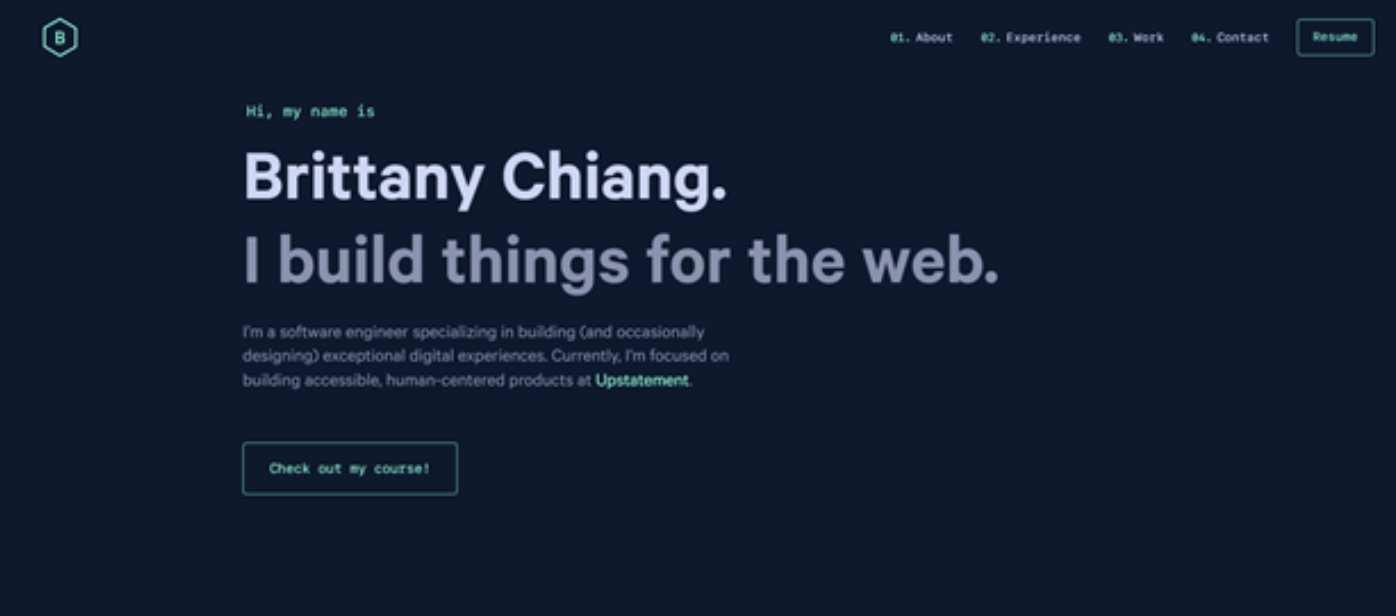 B
01. About 02. Experience 03. Work 04. Contact Resume
Hi, my name is
Brittany Chiang.
I build things for the web.
I'm a software engineer specializing in building (and occasionally
designing) exceptional digital experiences. Currently, I'm focused on
building accessible, human-centered products at Upstatement.
Check out my course!